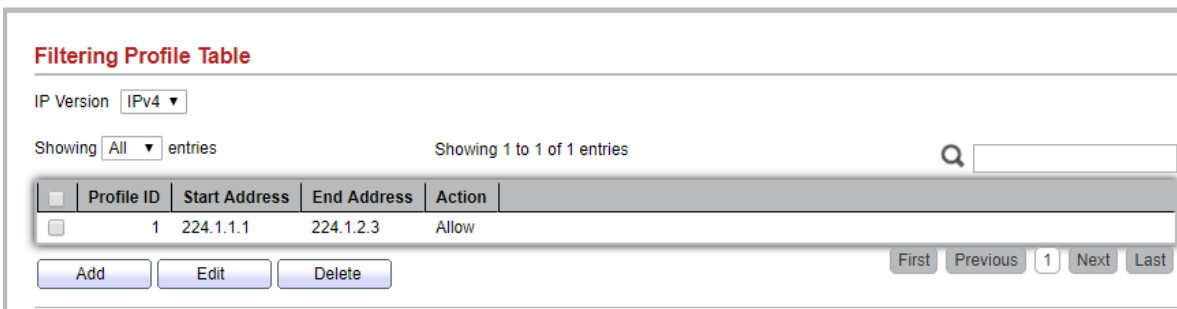 Filtering Profile Table
IP Version IPv4
Showing All entries Showing 1 to 1 of 1 entries
Profile ID Start Address End Address Action
1 224.1.1.1 224.1.2.3 Allow
Add Edit Delete First Previous 1 Next Last